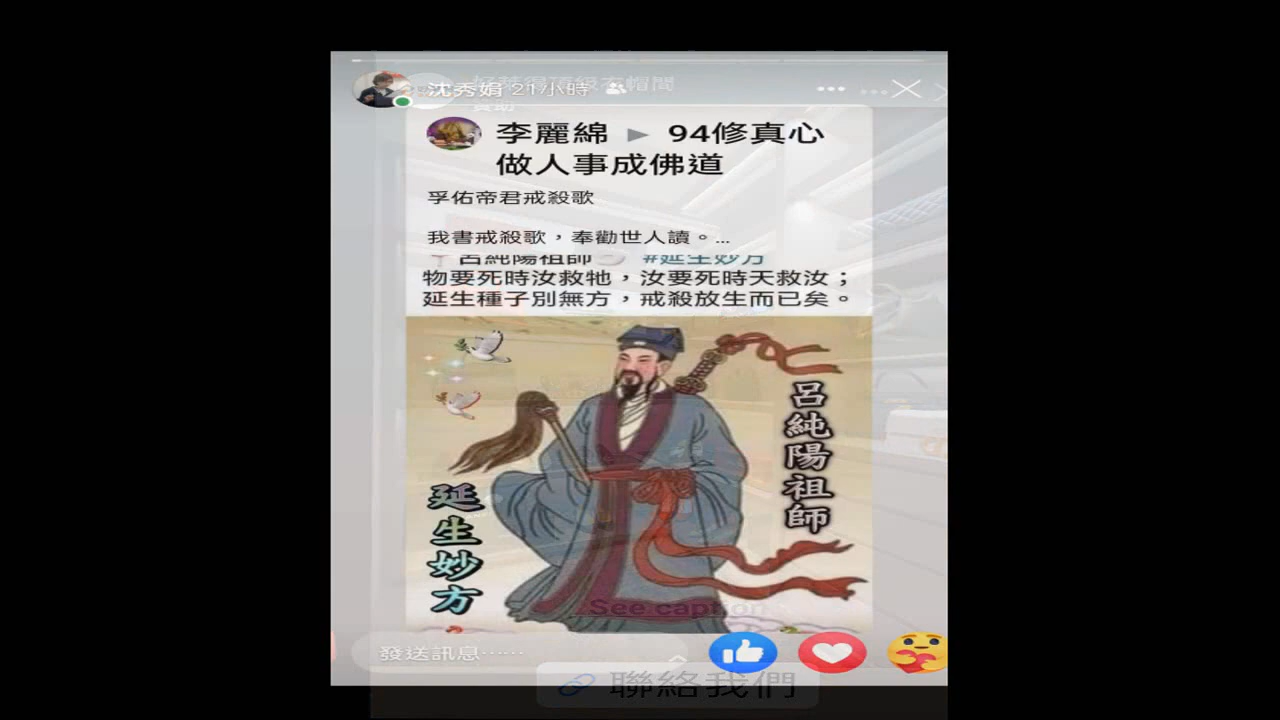 沈秀娟 21小時
李麗綿 ▶ 94修真心
做人事成佛道
孚佑帝君戒殺歌
我書戒殺歌，奉勸世人讀。...
呂純陽祖師 #延生妙方
物要死時汝救牠，汝要死時天救汝；
延生種子別無方，戒殺放生而已矣。
呂純陽祖師
延生妙方
See caption
發送訊息……
聯絡我們